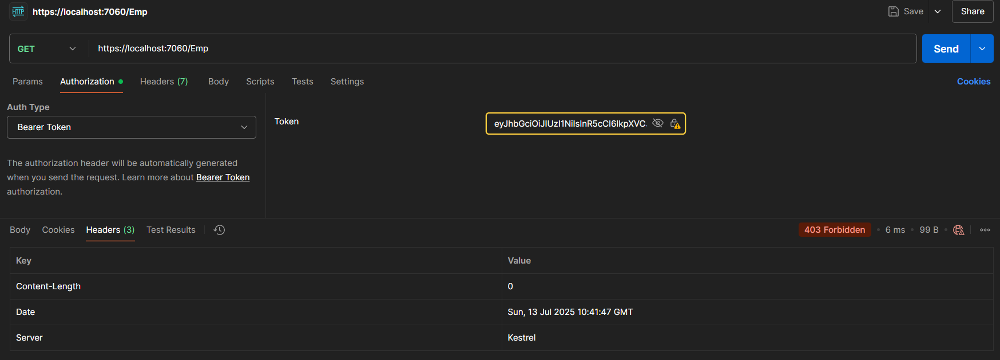 HTTP https://localhost:7060/Emp Save Share
GET https://localhost:7060/Emp Send
Params Authorization Headers (7) Body Scripts Tests Settings Cookies
Auth Type
Bearer Token
Token eyJhbGciOiJIUzI1NiIsInR5cCI6IkpXVC.
The authorization header will be automatically generated
when you send the request. Learn more about Bearer Token
authorization.
Body Cookies Headers (3) Test Results 403 Forbidden • 6 ms • 99 B •
Key Value
Content-Length 0
Date Sun, 13 Jul 2025 10:41:47 GMT
Server Kestrel